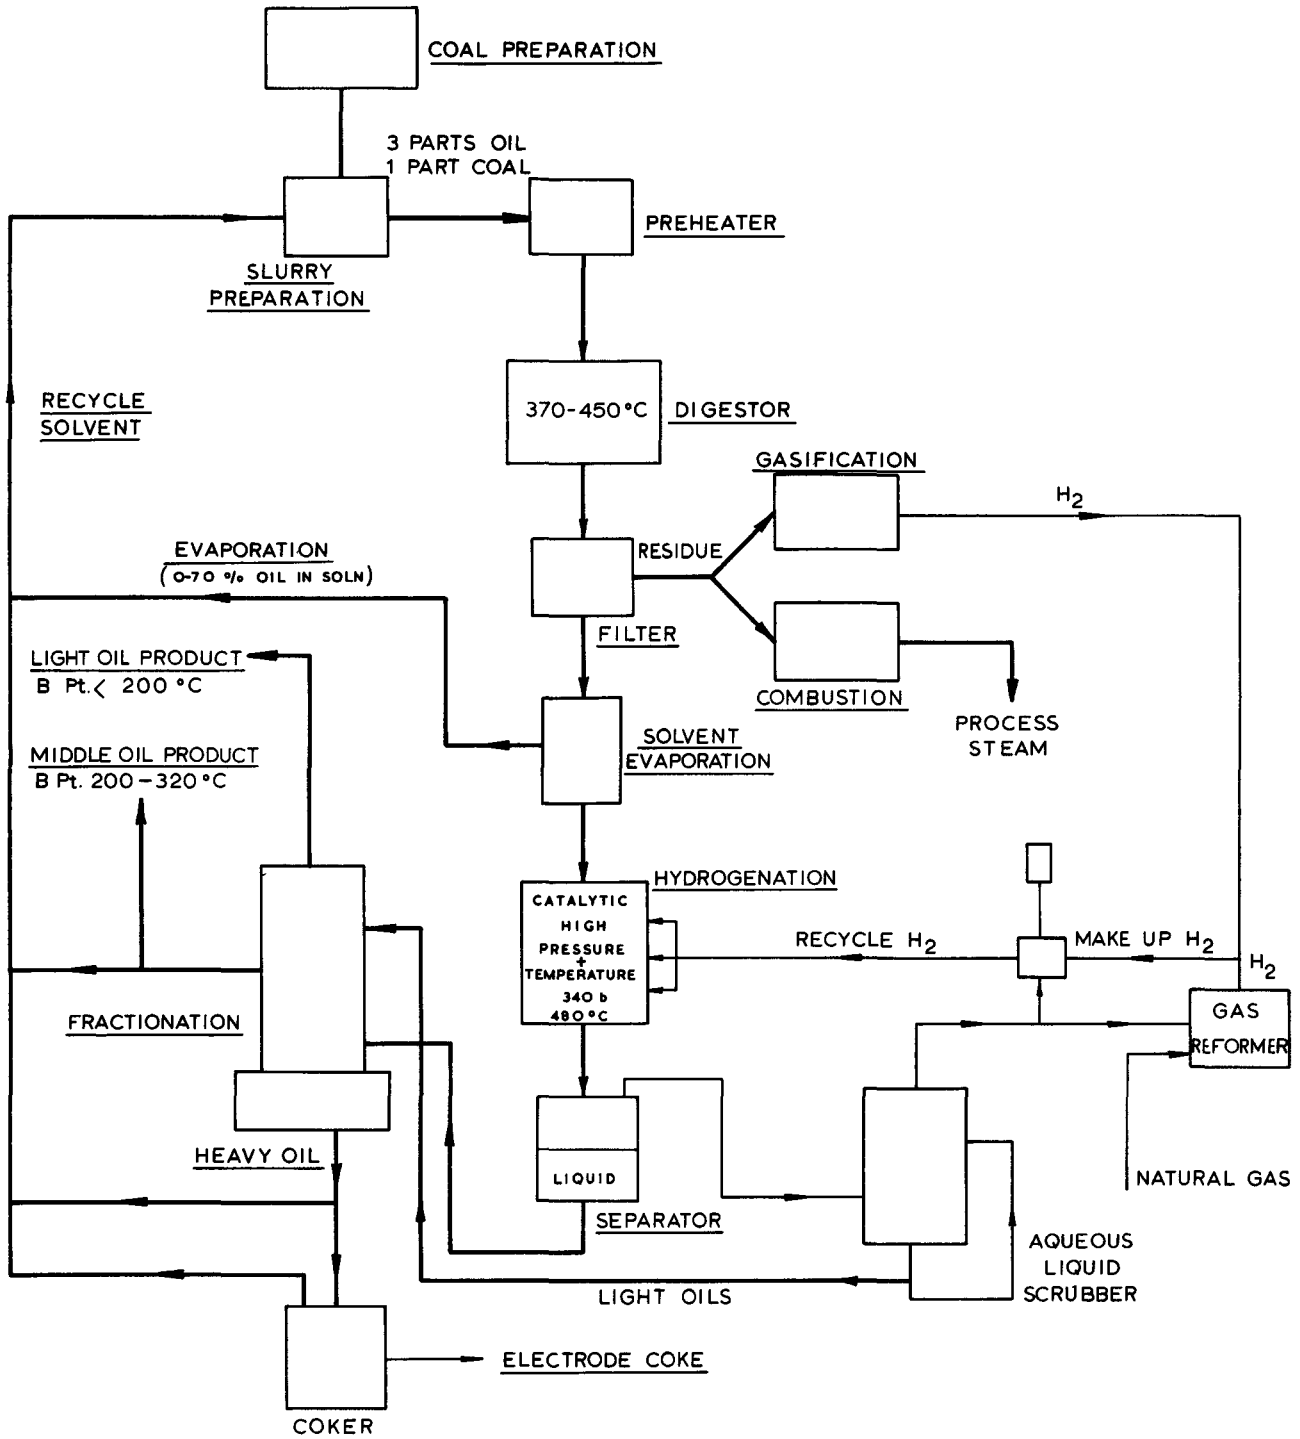 COAL PREPARATION
3 PARTS OIL
1 PART COAL
PREHEATER
SLURRY
PREPARATION
RECYCLE
SOLVENT
370-450°C
DIGESTOR
GASIFICATION
H2
EVAPORATION
(0-70 % OIL IN SOLN)
RESIDUE
FILTER
LIGHT OIL PRODUCT
B Pt.< 200 °C
COMBUSTION
PROCESS
STEAM
SOLVENT
EVAPORATION
MIDDLE OIL PRODUCT
B Pt. 200-320°C
HYDROGENATION
CATALYTIC
HIGH
PRESSURE
+
TEMPERATURE
340 b
480°C
RECYCLE H2
MAKE UP H2
H2
GAS
REFORMER
FRACTIONATION
HEAVY OIL
LIQUID
SEPARATOR
NATURAL GAS
AQUEOUS
LIQUID
SCRUBBER
LIGHT OILS
ELECTRODE COKE
COKER